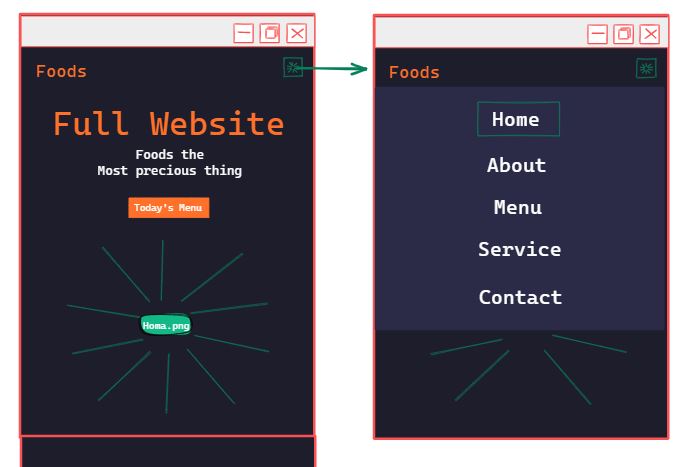 Foods
Full Website
Foods the
Most precious thing
Today's Menu
Homa.png
Foods
Home
About
Menu
Service
Contact